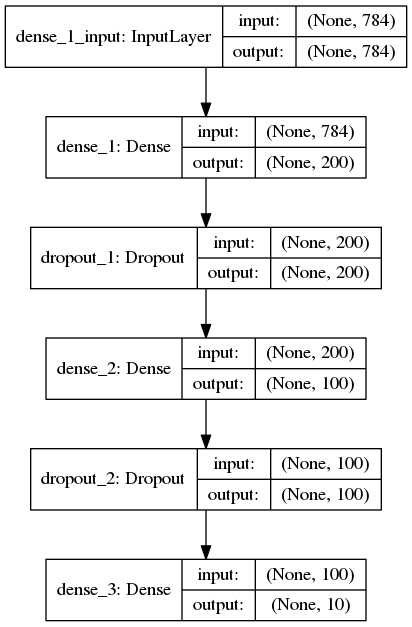 dense_1_input: InputLayer
input: (None, 784)
output: (None, 784)
dense_1: Dense
input: (None, 784)
output: (None, 200)
dropout_1: Dropout
input: (None, 200)
output: (None, 200)
dense_2: Dense
input: (None, 200)
output: (None, 100)
dropout_2: Dropout
input: (None, 100)
output: (None, 100)
dense_3: Dense
input: (None, 100)
output: (None, 10)